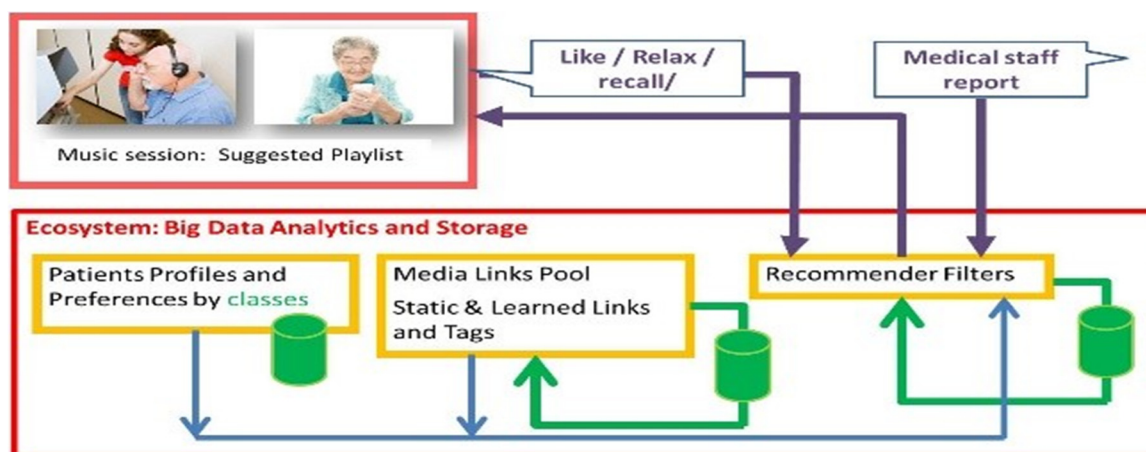 Like / Relax /
recall/
Medical staff
report
Music session:  Suggested Playlist
Ecosystem: Big Data Analytics and Storage
Patients Profiles and
Preferences by classes
Media Links Pool
Static & Learned Links
and Tags
Recommender Filters